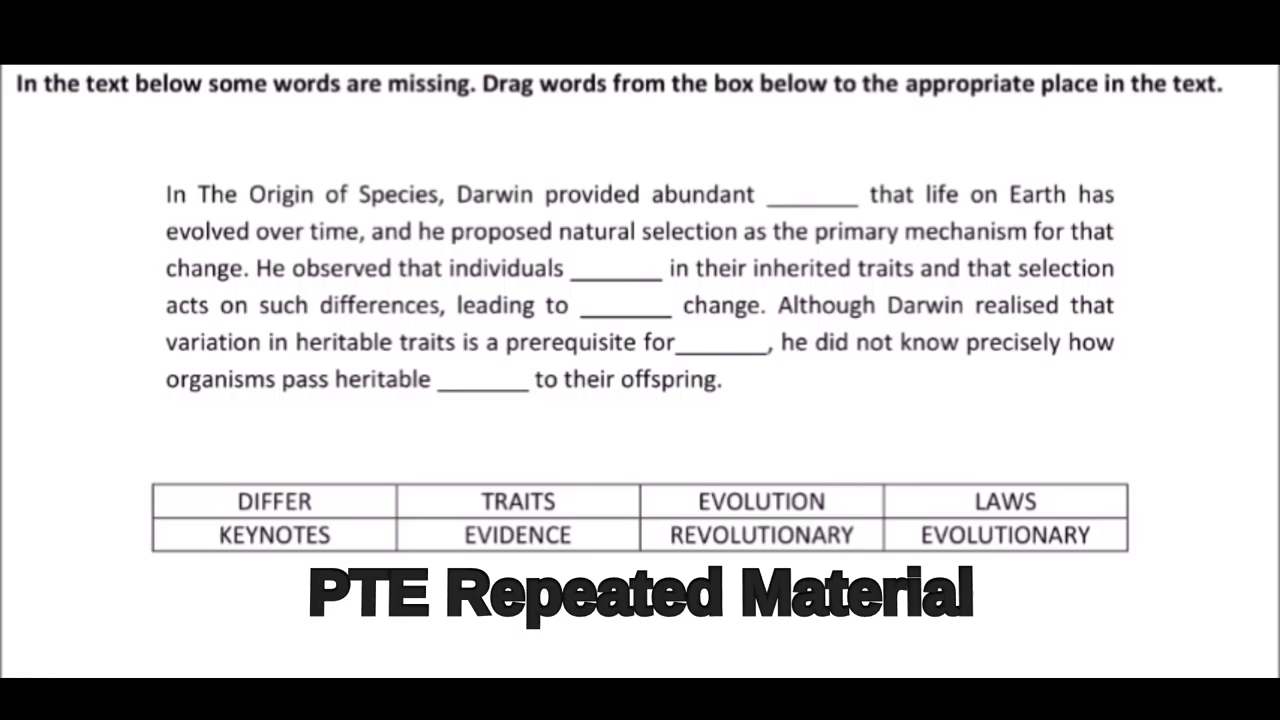 In the text below some words are missing. Drag words from the box below to the appropriate place in the text.
In The Origin of Species, Darwin provided abundant ________ that life on Earth has
evolved over time, and he proposed natural selection as the primary mechanism for that
change. He observed that individuals ________ in their inherited traits and that selection
acts on such differences, leading to ________ change. Although Darwin realised that
variation in heritable traits is a prerequisite for________, he did not know precisely how
organisms pass heritable ________ to their offspring.
DIFFER TRAITS EVOLUTION LAWS
KEYNOTES EVIDENCE REVOLUTIONARY EVOLUTIONARY
PTE Repeated Material